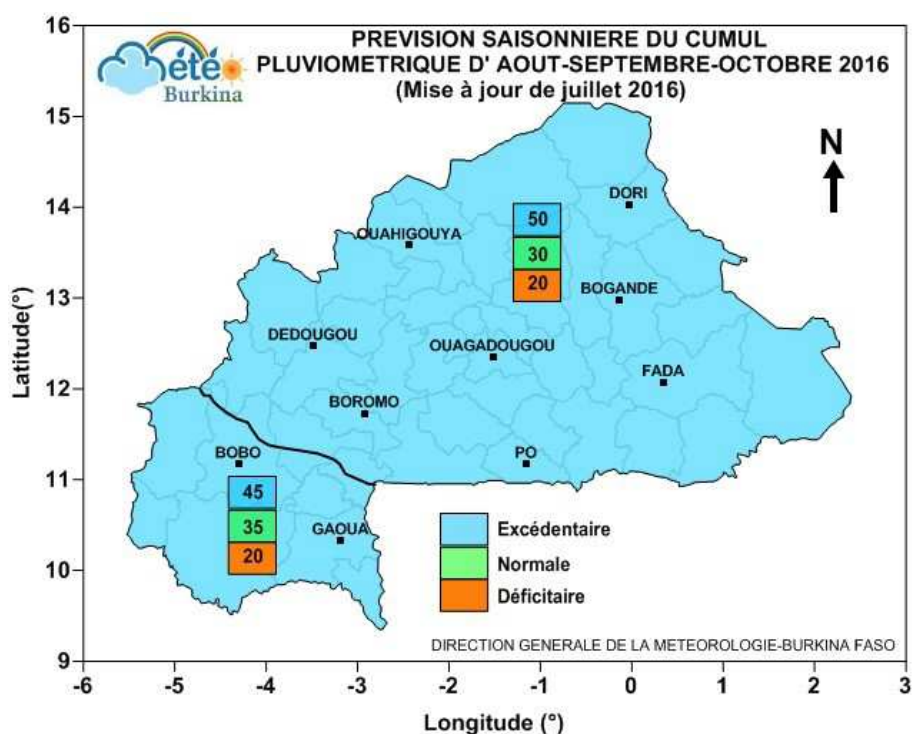 PREVISION SAISONNIERE DU CUMUL
PLUVIOMETRIQUE D' AOUT-SEPTEMBRE-OCTOBRE 2016
(Mise à jour de juillet 2016)
été
Burkina
16
15
14
13
12
11
10
9
Latitude(°)
N
DORI
50
OUAHIGOUYA
30
20
BOGANDE
DEDOUGOU
OUAGADOUGOU
FADA
BOROMO
BOBO
PO
45
35
GAOUA
20
Excédentaire
Normale
Déficitaire
DIRECTION GENERALE DE LA METEOROLOGIE-BURKINA FASO
-6 -5 -4 -3 -2 -1 0 1 2 3
Longitude (°)